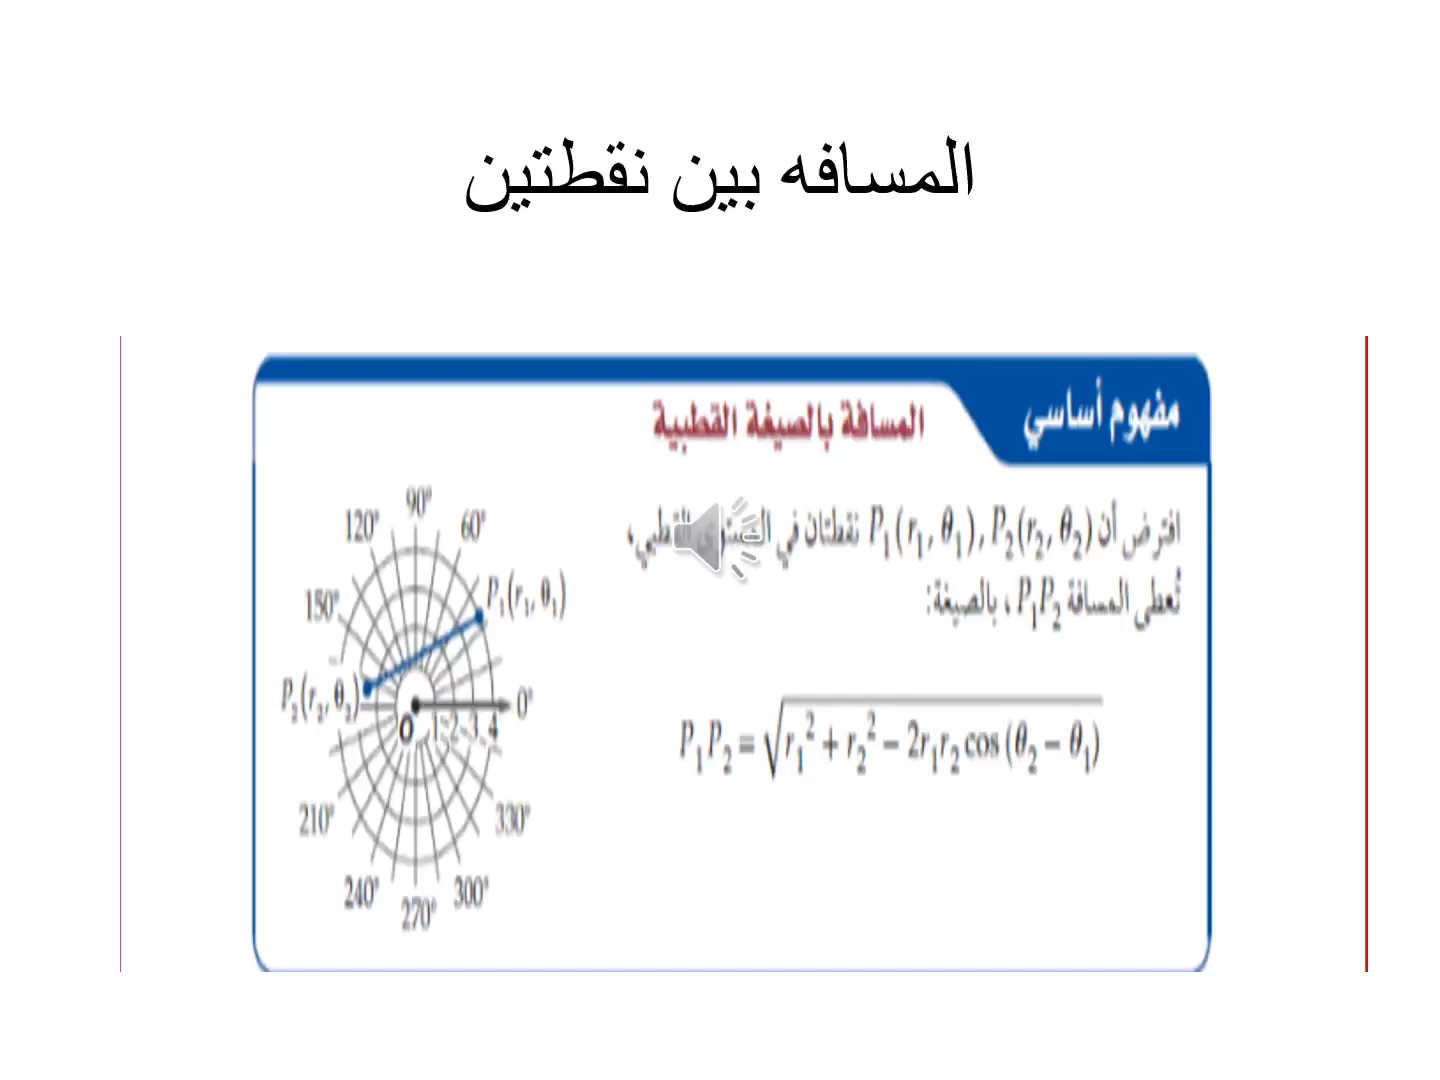 المسافه بين نقطتين
مفهوم أساسي
المسافة بالصيغة القطبية
افترض أن P₁(r₁, θ₁), P₂(r₂, θ₂) نقطتان في المستوى القطبي،
تُعطى المسافة P₁P₂ ، بالصيغة:
P₁P₂ = √(r₁² + r₂² − 2r₁r₂ cos (θ₂ − θ₁))
90°
120°
60°
150°
P₁(r₁, θ₁)
P₂(r₂, θ₂)
0°
O 1 2 3 4
210°
330°
240°
300°
270°